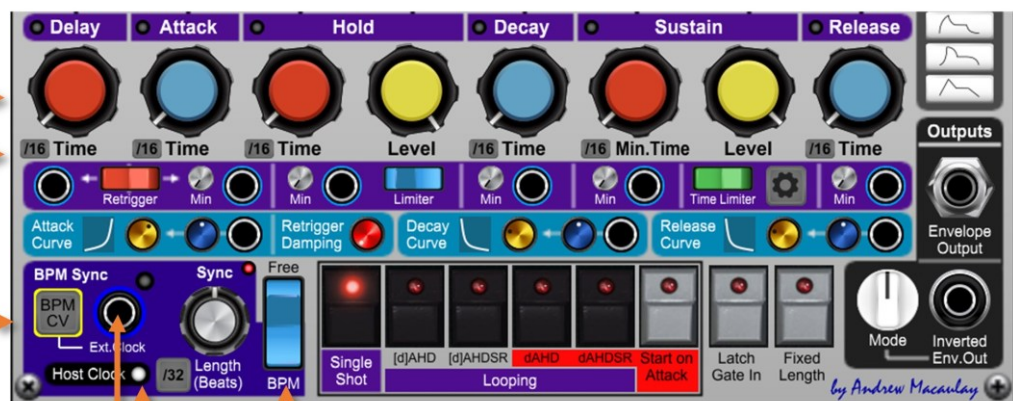 Delay Attack Hold Decay Sustain Release
/16 Time /16 Time /16 Time Level /16 Time /16 Min.Time Level /16 Time
Retrigger Min Min Limiter Min Min Time Limiter Min
Attack Curve Retrigger Damping Decay Curve Release Curve
Outputs
Envelope
Output
BPM Sync Sync Free
BPM
CV
Ext.Clock
Host Clock /32 Length
(Beats) BPM
Single
Shot
[d]AHD [d]AHDSR dAHD dAHDSR
Looping
Start on
Attack
Latch
Gate In
Fixed
Length
Mode Inverted
Env.Out
by Andrew Macaulay